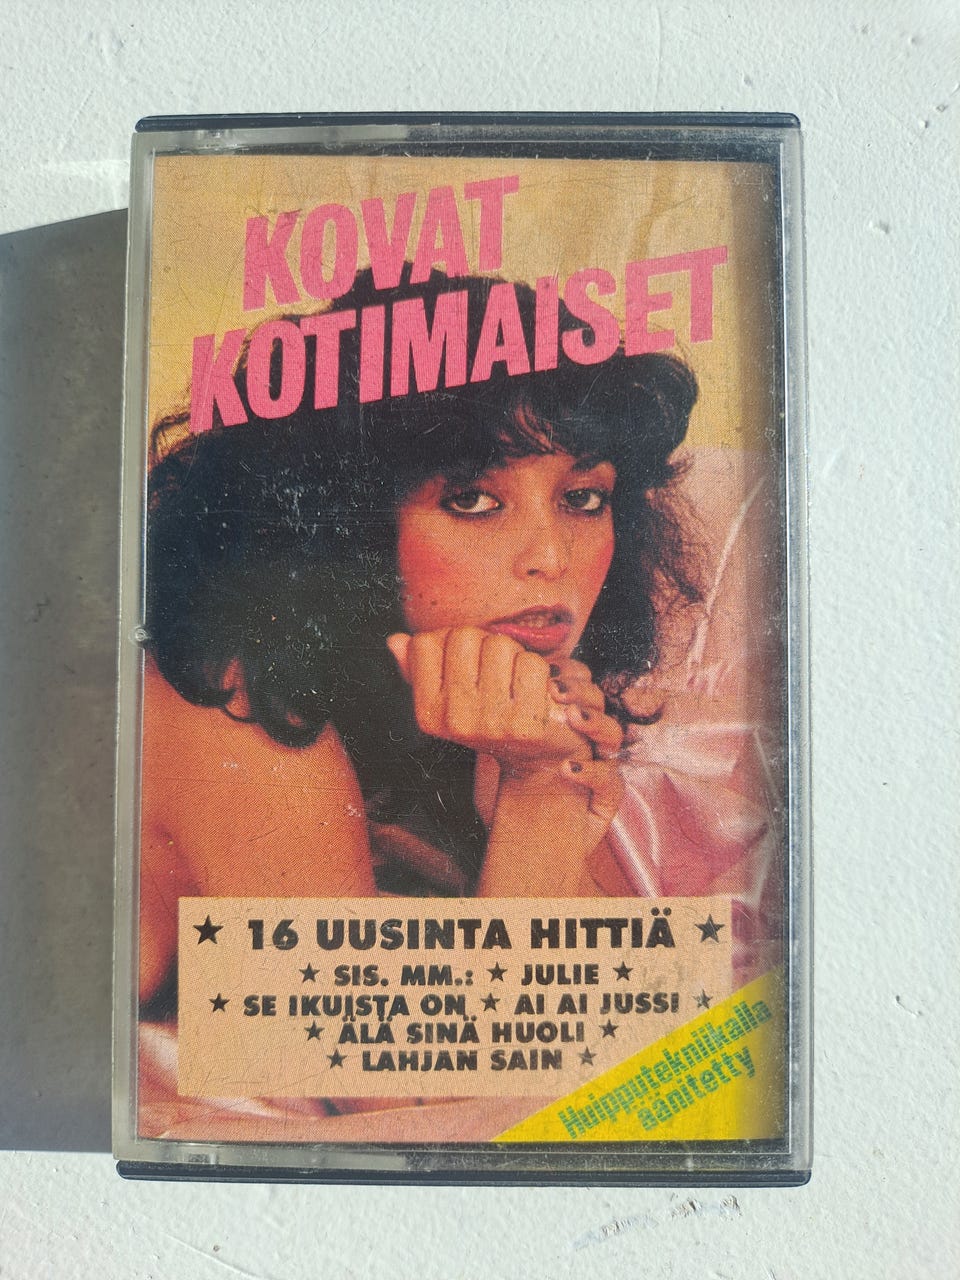 KOVAT
KOTIMAISET
★ 16 UUSINTA HITTIÄ ★
★ SIS. MM.: ★ JULIE ★
★ SE IKUISTA ON ★ AI AI JUSSI ★
★ ÄLÄ SINÄ HUOLI ★
★ LAHJAN SAIN ★
Huipputekniikalla
äänitetty